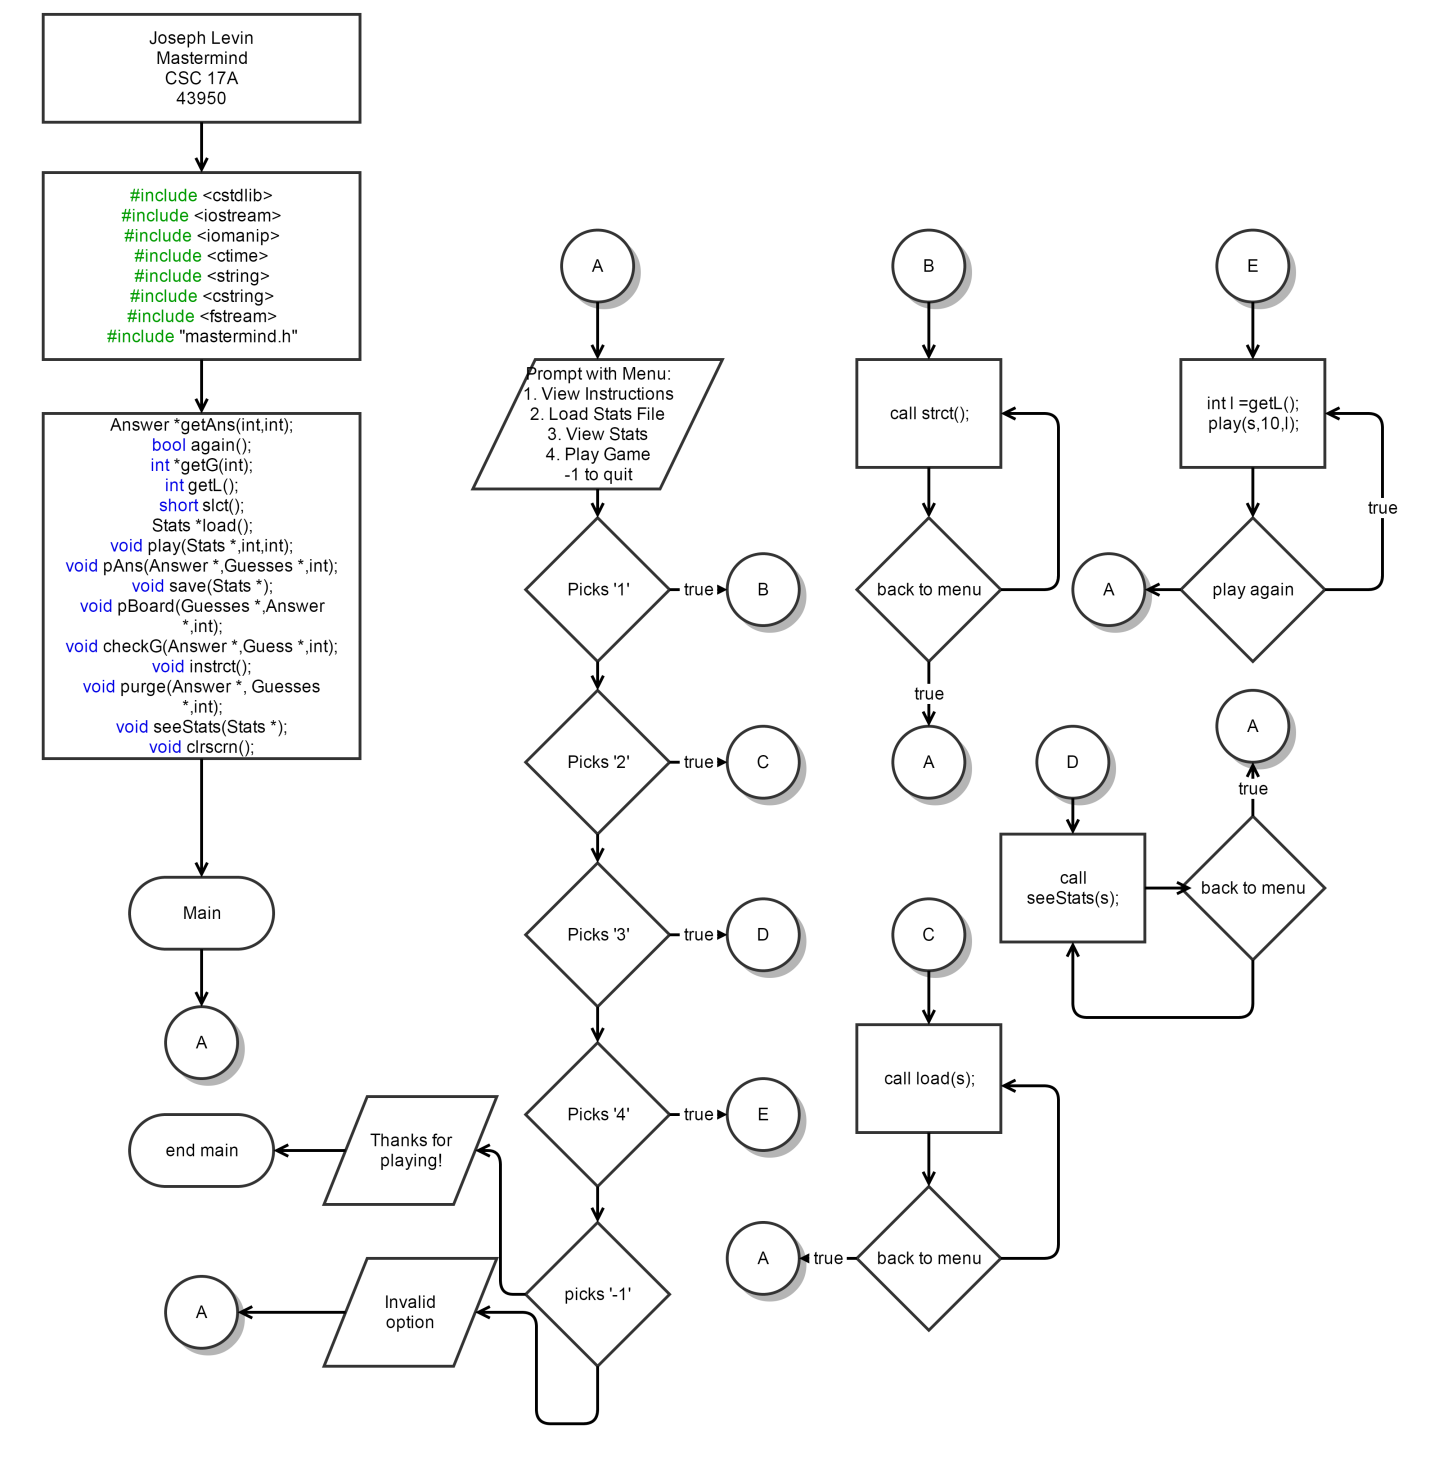 Joseph Levin
Mastermind
CSC 17A
43950
#include <cstdlib>
#include <iostream>
#include <iomanip>
#include <ctime>
#include <string>
#include <cstring>
#include <fstream>
#include "mastermind.h"
Answer *getAns(int,int);
bool again();
int *getG(int);
int getL();
short slct();
Stats *load();
void play(Stats *,int,int);
void pAns(Answer *,Guesses *,int);
void save(Stats *);
void pBoard(Guesses *,Answer
*,int);
void checkG(Answer *,Guess *,int);
void instrct();
void purge(Answer *, Guesses
*,int);
void seeStats(Stats *);
void clrscrn();
Main
A
end main
Thanks for
playing!
A
Invalid
option
A
Prompt with Menu:
1. View Instructions
2. Load Stats File
3. View Stats
4. Play Game
-1 to quit
Picks '1'
true
B
Picks '2'
true
C
Picks '3'
true
D
Picks '4'
true
E
picks '-1'
B
call strct();
back to menu
true
A
E
int l =getL();
play(s,10,l);
true
play again
A
D
call
seeStats(s);
back to menu
true
A
C
call load(s);
back to menu
true
A